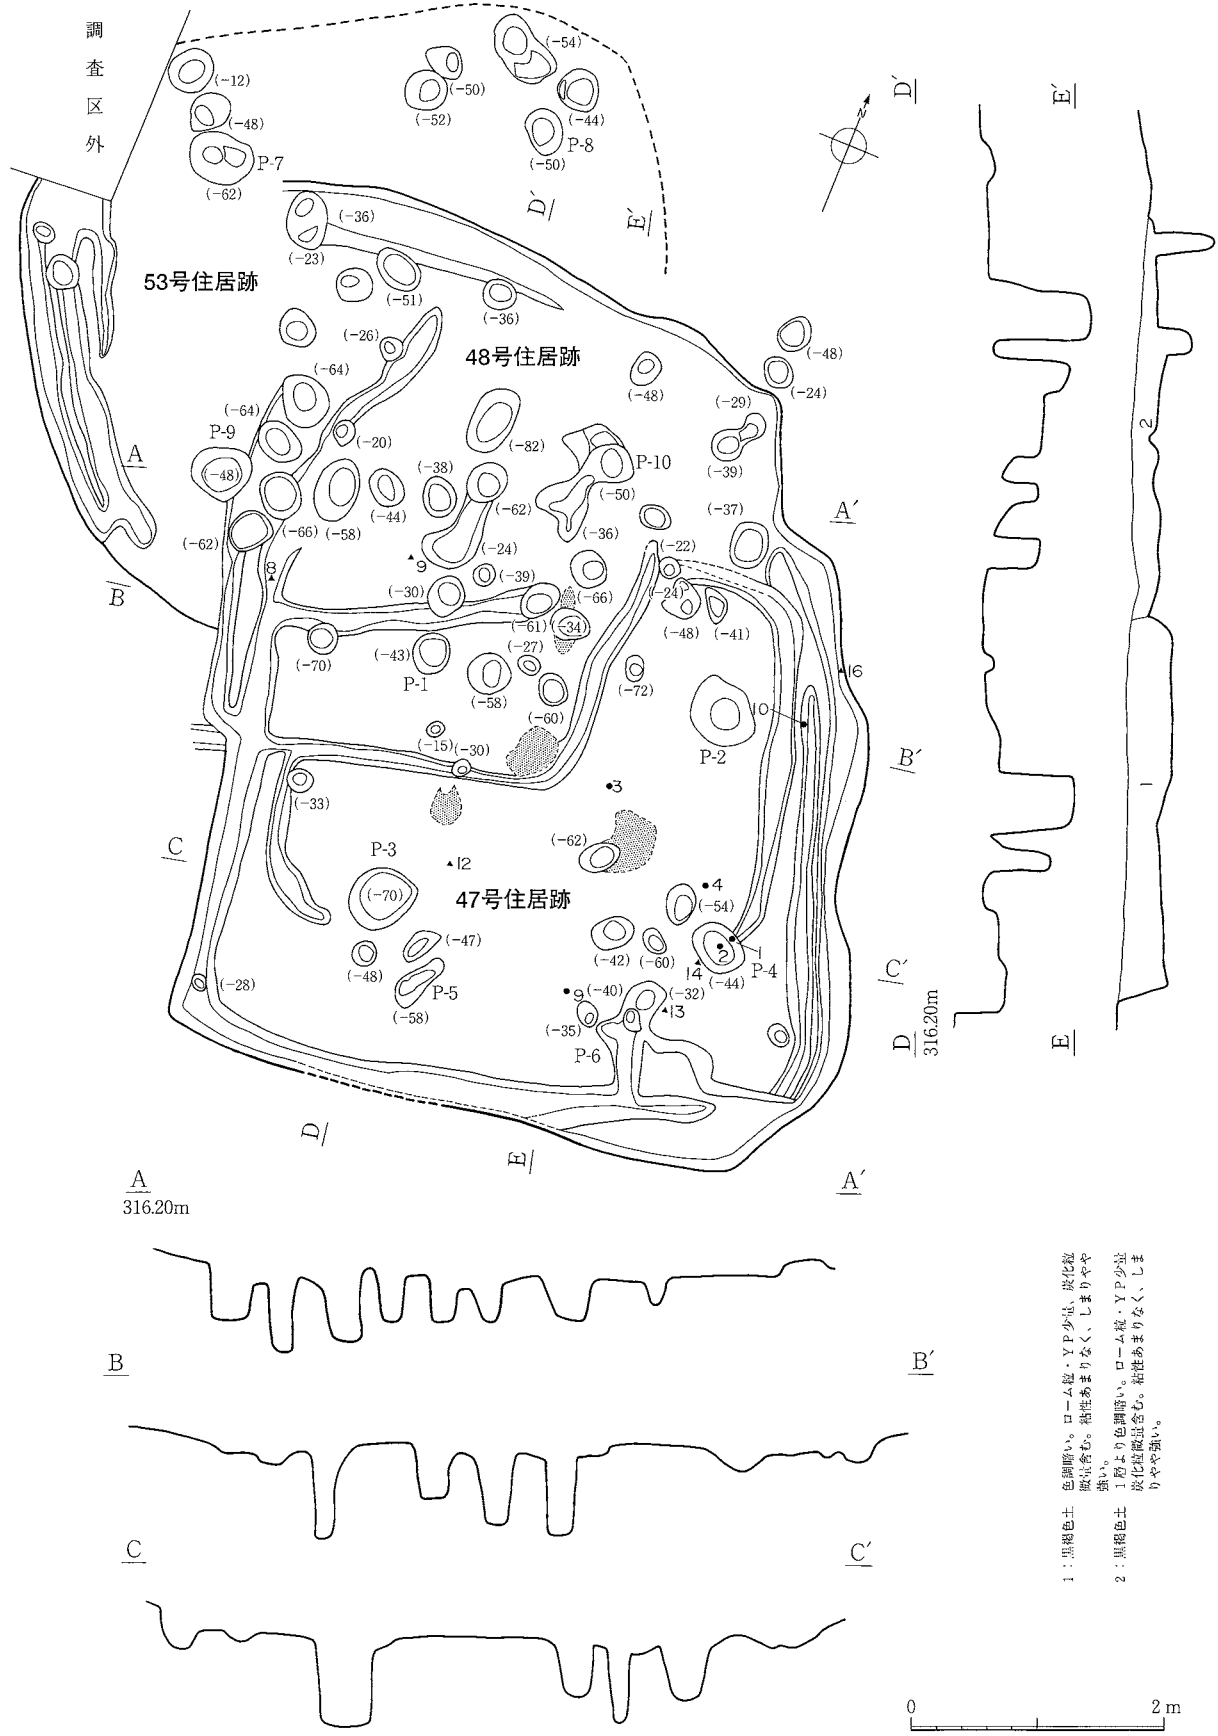 調査区外
(-12)
(-48)
P-7
(-62)
(-54)
(-50)
(-52)
(-44)
P-8
(-50)
D′
E′
N
D′
E′
(-36)
(-23)
(-51)
(-36)
53号住居跡
(-26)
48号住居跡
(-48)
(-24)
(-48)
(-29)
(-39)
(-64)
(-64)
P-9
(-48)
(-20)
(-82)
P-10
(-50)
(-36)
(-38)
(-62)
(-44)
(-58)
(-66)
(-62)
(-24)
(-37)
A
A′
B
8
9
(-39)
(-30)
(-22)
(-66)
(-24)
(-48)
(-41)
(-61)
(-34)
(-70)
(-43)
P-1
(-27)
(-58)
(-60)
(-72)
16
10
P-2
B′
(-15)
(-30)
(-33)
3
C
P-3
(-70)
12
(-62)
47号住居跡
4
(-54)
(-47)
(-48)
P-5
(-58)
(-42)
(-60)
1
2
P-4
14
(-44)
C′
(-28)
9
(-40)
(-32)
13
(-35)
P-6
D
E
2
1
D
316.20m
E
A
316.20m
A′
B
B′
C
C′
1：黒褐色土 色調暗い。ローム粒・YP少量、炭化粒
微量含む。粘性あまりなく、しまりやや
強い。
2：黒褐色土 1層より色調暗い。ローム粒・YP少量
炭化粒微量含む。粘性あまりなく、しま
りやや強い。
0 2m